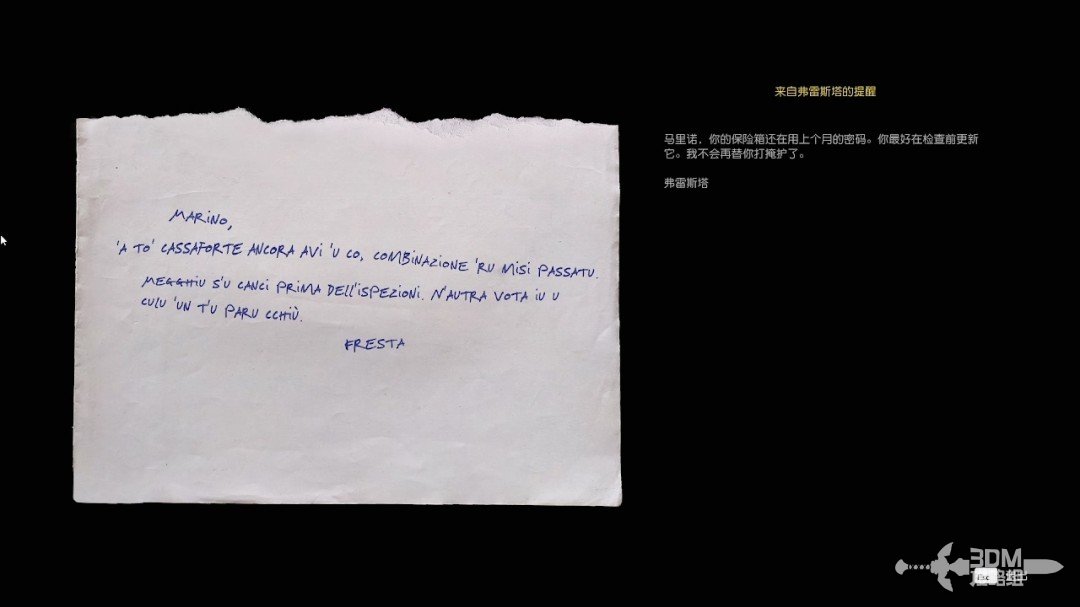 来自弗雷斯塔的提醒
马里诺，你的保险箱还在用上个月的密码。你最好在检查前更新
它。我不会再替你打掩护了。
弗雷斯塔
MARINO,
'A TO' CASSAFORTE ANCORA AVI 'U CO, COMBINAZIONE 'RU MISI PASSATU.
MEGGHIU S'U CANCI PRIMA DELL'ISPEZIONI. N'AUTRA VOTA IU U
CULU 'UN T'U PARU CCHIÙ.
FRESTA
3DM
Esc